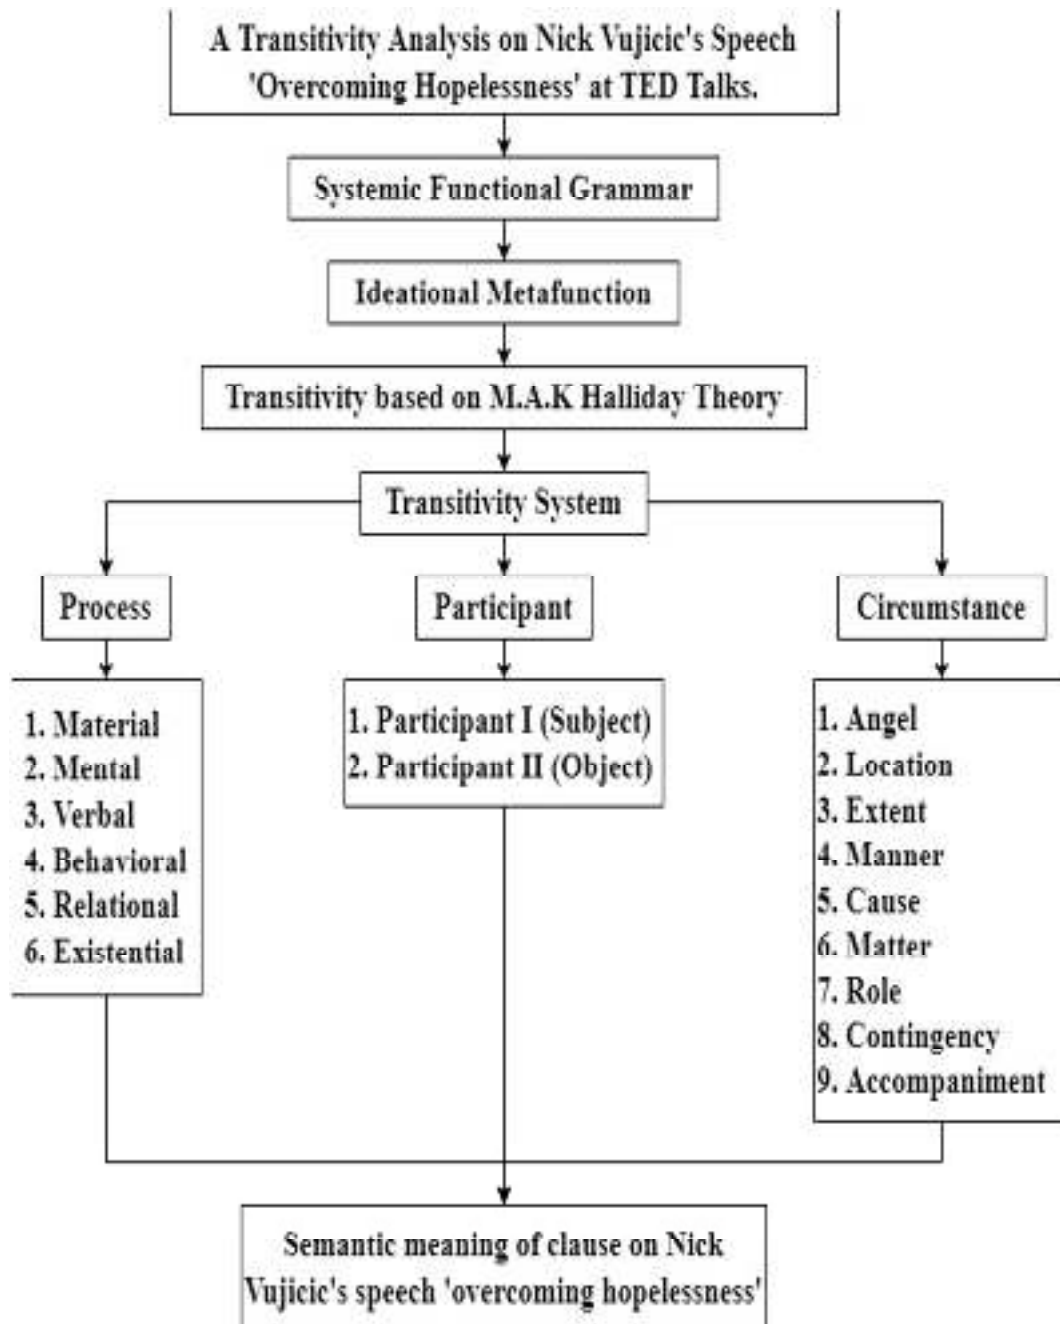 A Transitivity Analysis on Nick Vujicic's Speech
'Overcoming Hopelessness' at TED Talks.
Systemic Functional Grammar
Ideational Metafunction
Transitivity based on M.A.K Halliday Theory
Transitivity System
Process
Participant
Circumstance
1. Material
2. Mental
3. Verbal
4. Behavioral
5. Relational
6. Existential
1. Participant I (Subject)
2. Participant II (Object)
1. Angel
2. Location
3. Extent
4. Manner
5. Cause
6. Matter
7. Role
8. Contingency
9. Accompaniment
Semantic meaning of clause on Nick
Vujicic's speech 'overcoming hopelessness'